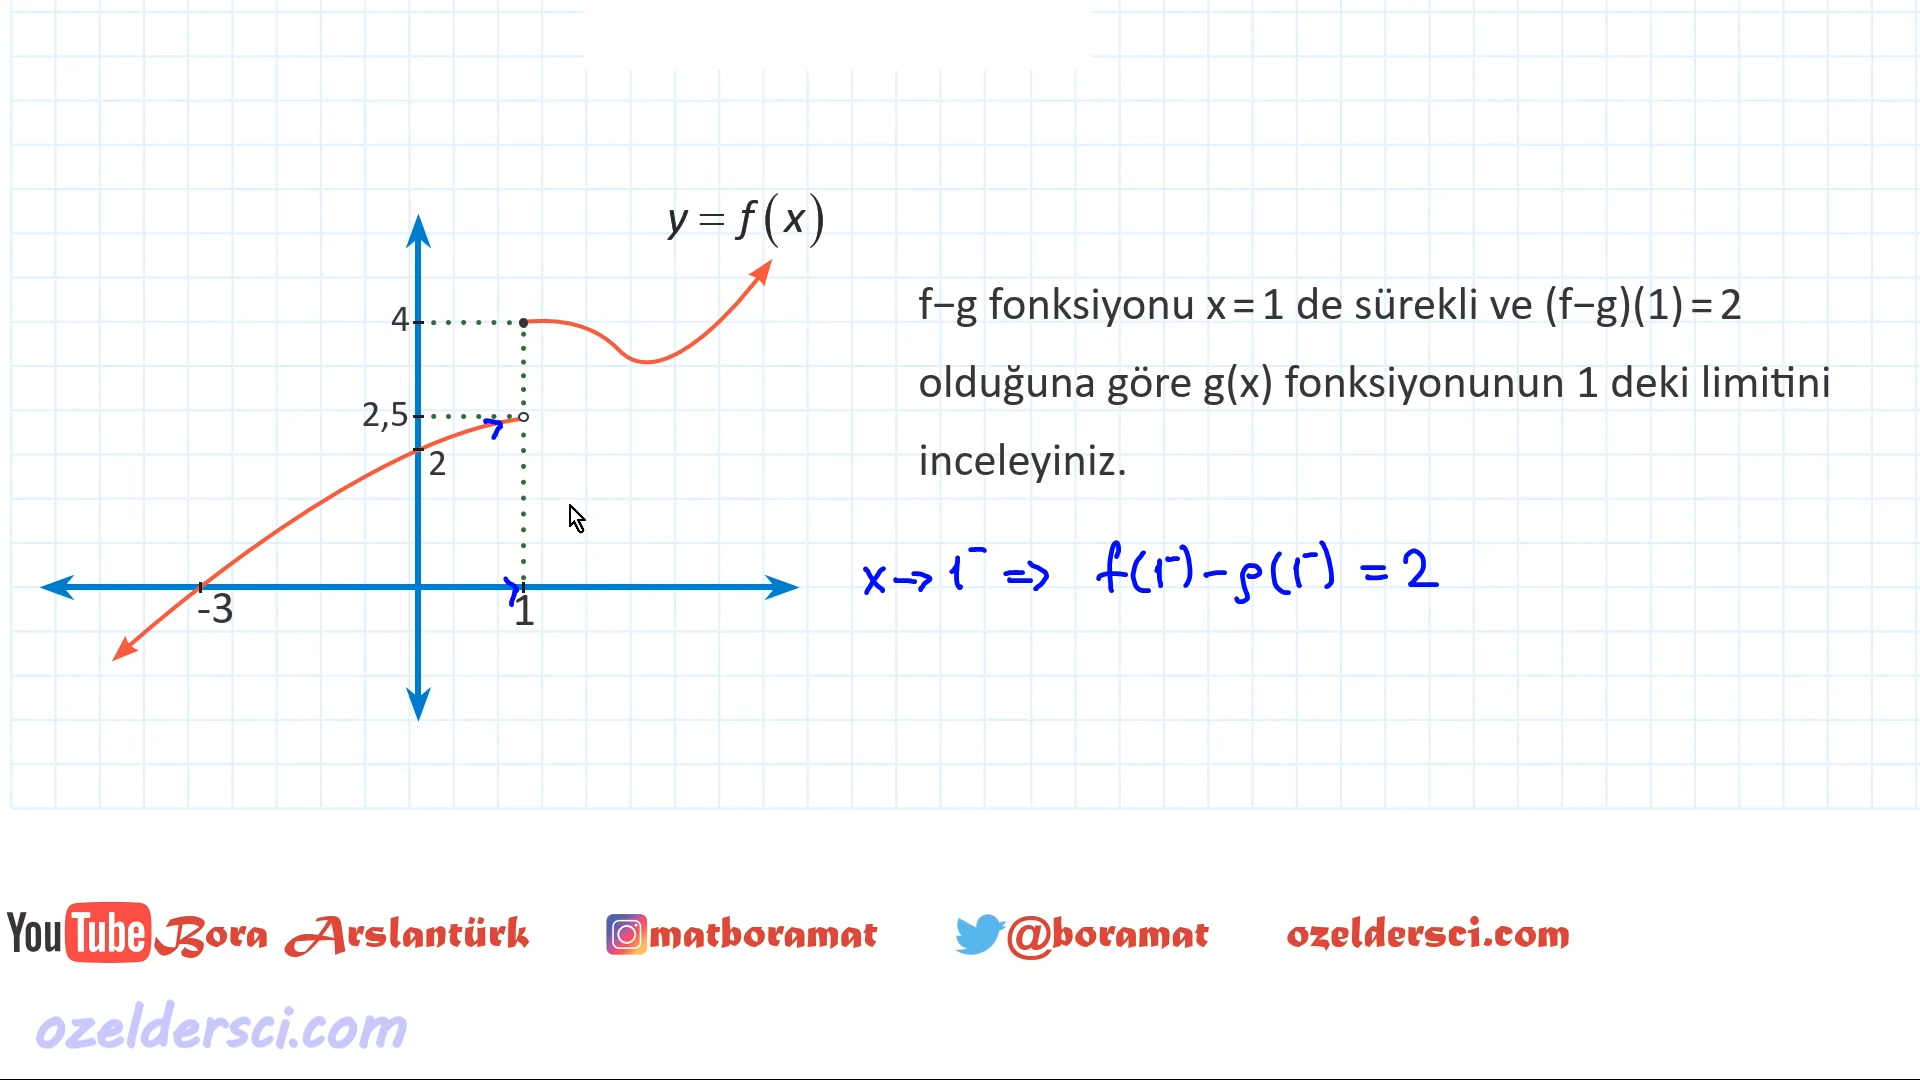 y = f(x)
f−g fonksiyonu x = 1 de sürekli ve (f−g)(1) = 2
olduğuna göre g(x) fonksiyonunun 1 deki limitini
inceleyiniz.
4
2,5
2
-3
1
x → 1⁻ ⇒ f(1⁻) − g(1⁻) = 2
YouTube Bora Arslantürk matboramat @boramat ozeldersci.com
ozeldersci.com